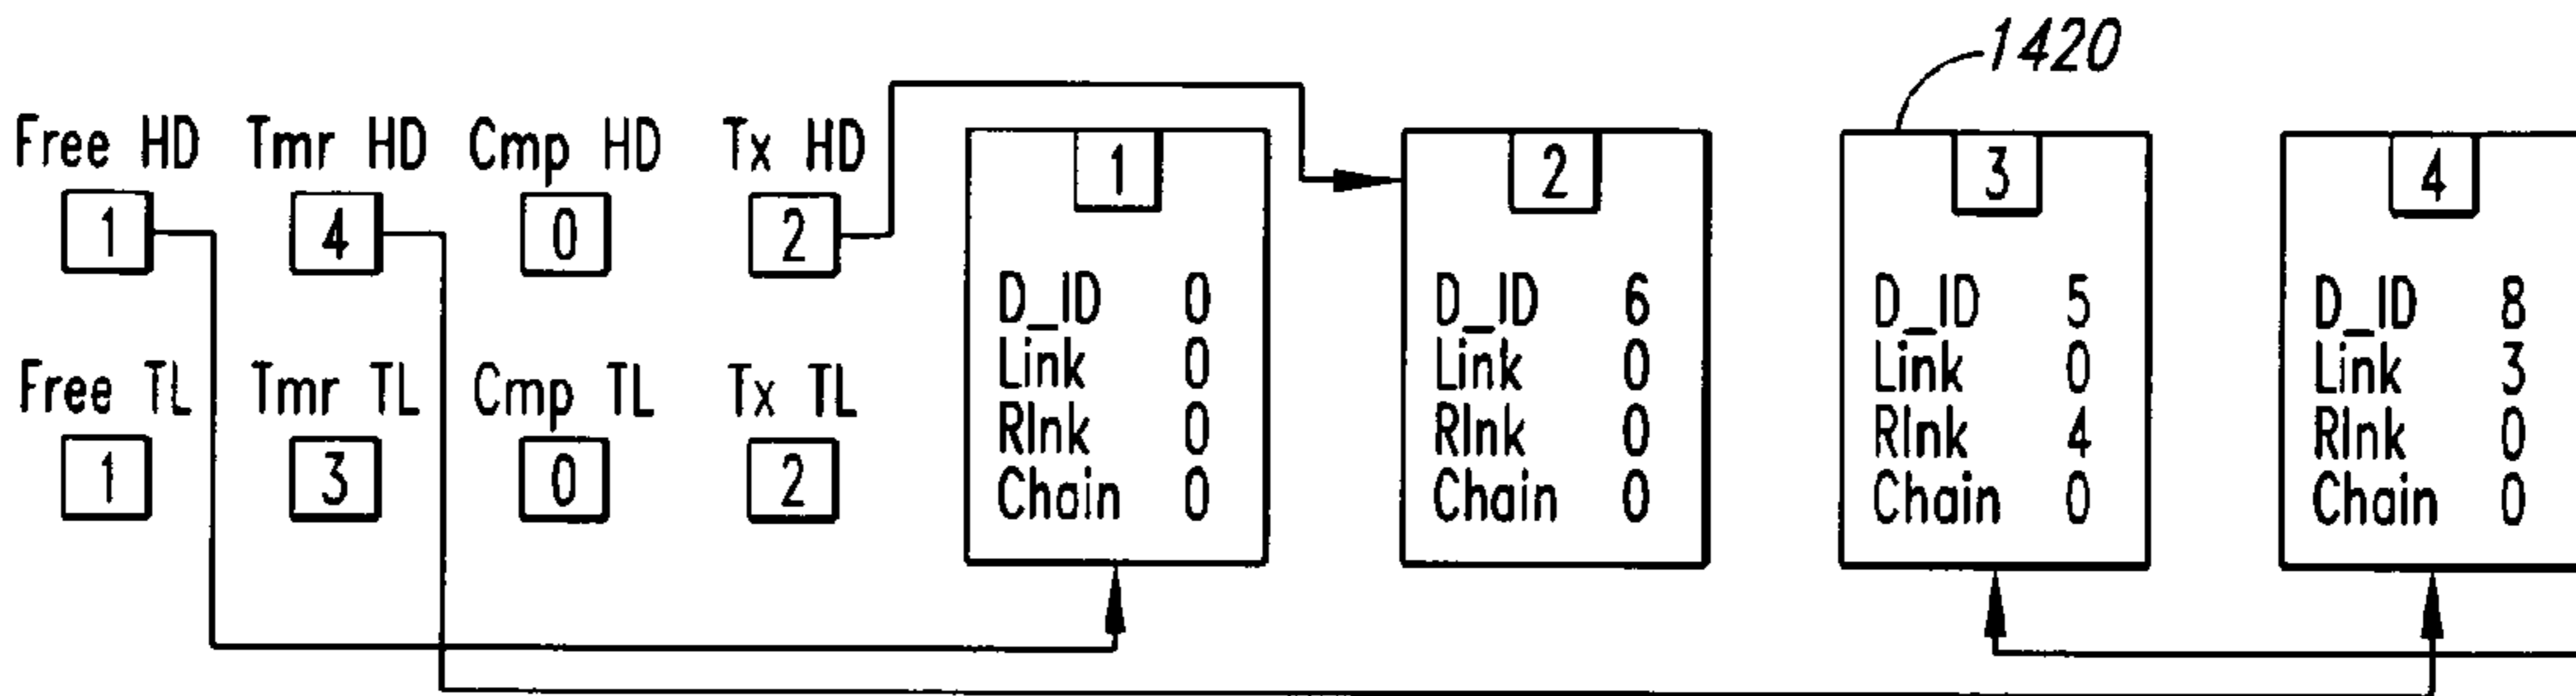 1420
Free HD Tmr HD Cmp HD Tx HD
1 4 0 2
Free TL Tmr TL Cmp TL Tx TL
1 3 0 2
1
D_ID 0
Link 0
Rlnk 0
Chain 0
2
D_ID 6
Link 0
Rlnk 0
Chain 0
3
D_ID 5
Link 0
Rlnk 4
Chain 0
4
D_ID 8
Link 3
Rlnk 0
Chain 0